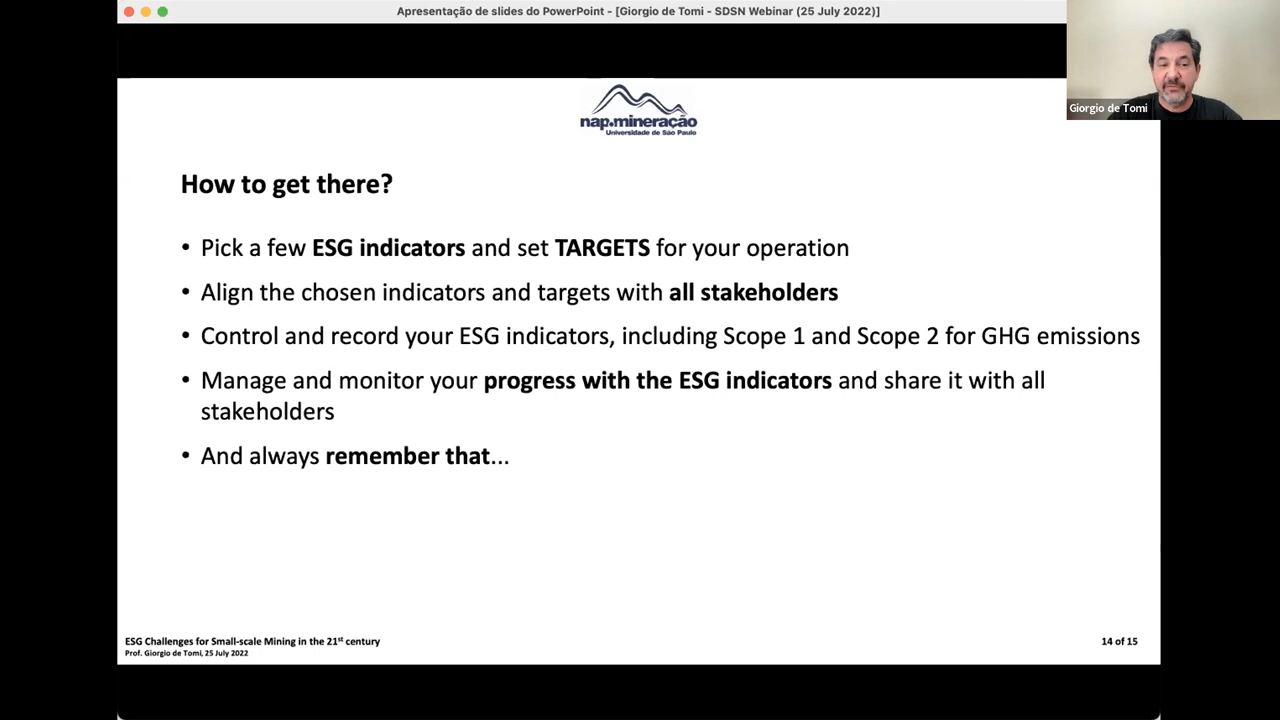 Apresentação de slides do PowerPoint - [Giorgio de Tomi - SDSN Webinar (25 July 2022)]
Giorgio de Tomi
nap.mineração
Universidade de São Paulo
How to get there?
• Pick a few ESG indicators and set TARGETS for your operation
• Align the chosen indicators and targets with all stakeholders
• Control and record your ESG indicators, including Scope 1 and Scope 2 for GHG emissions
• Manage and monitor your progress with the ESG indicators and share it with all
stakeholders
• And always remember that...
ESG Challenges for Small-scale Mining in the 21st century
Prof. Giorgio de Tomi, 25 July 2022
14 of 15